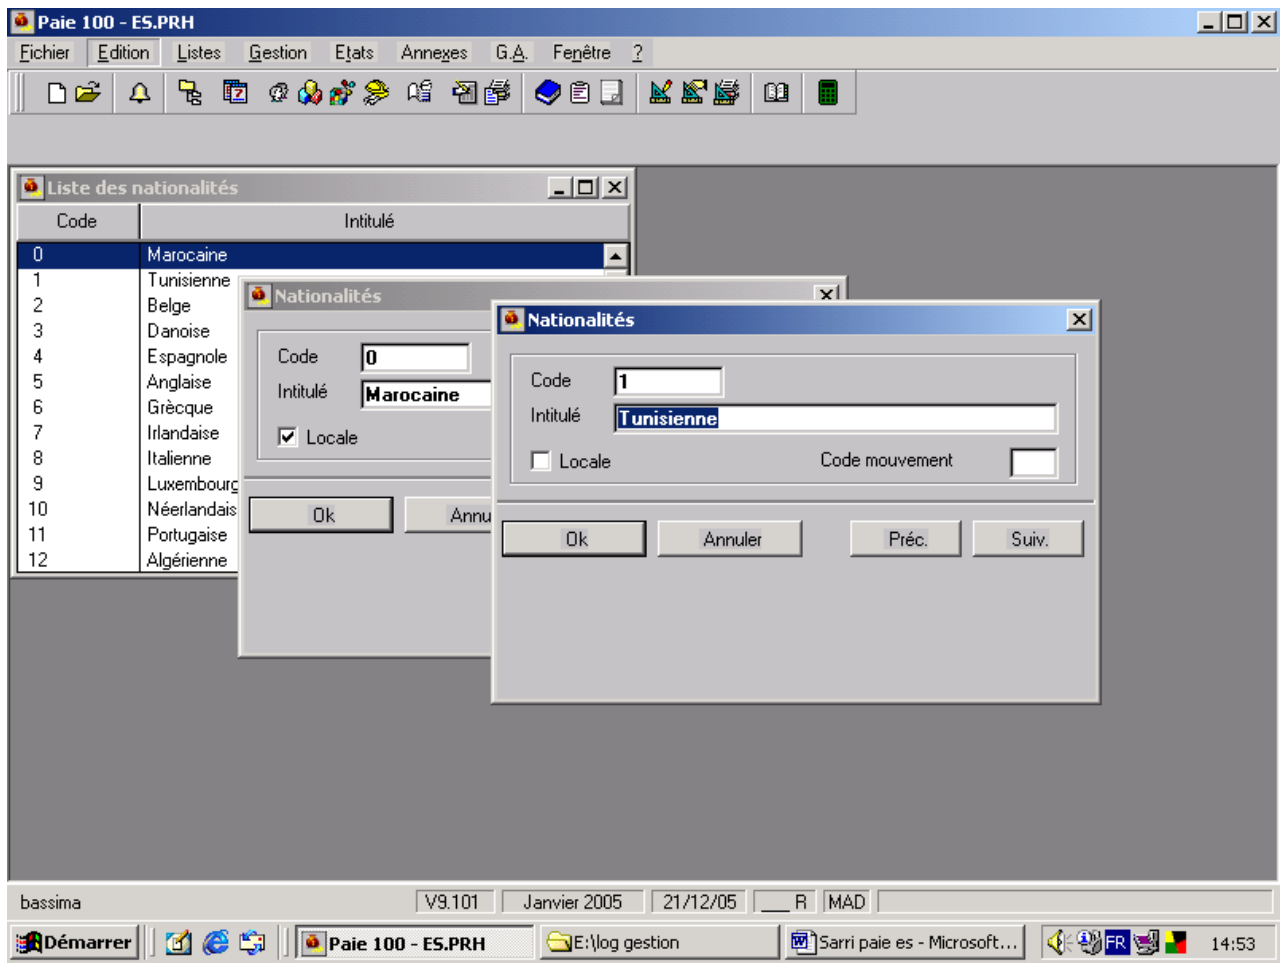 Paie 100 - ES.PRH
Fichier Edition Listes Gestion Etats Annexes G.A. Fenêtre ?
Liste des nationalités
Code Intitulé
0 Marocaine
1 Tunisienne
2 Belge
3 Danoise
4 Espagnole
5 Anglaise
6 Grècque
7 Irlandaise
8 Italienne
9 Luxembourg
10 Néerlandais
11 Portugaise
12 Algérienne
Nationalités
Code 0
Intitulé Marocaine
Locale
Ok Annu
Nationalités
Code 1
Intitulé Tunisienne
Locale Code mouvement
Ok Annuler Préc. Suiv.
bassima V9.101 Janvier 2005 21/12/05 ___ R MAD
Démarrer Paie 100 - ES.PRH E:\log gestion Sarri paie es - Microsoft... FR 14:53